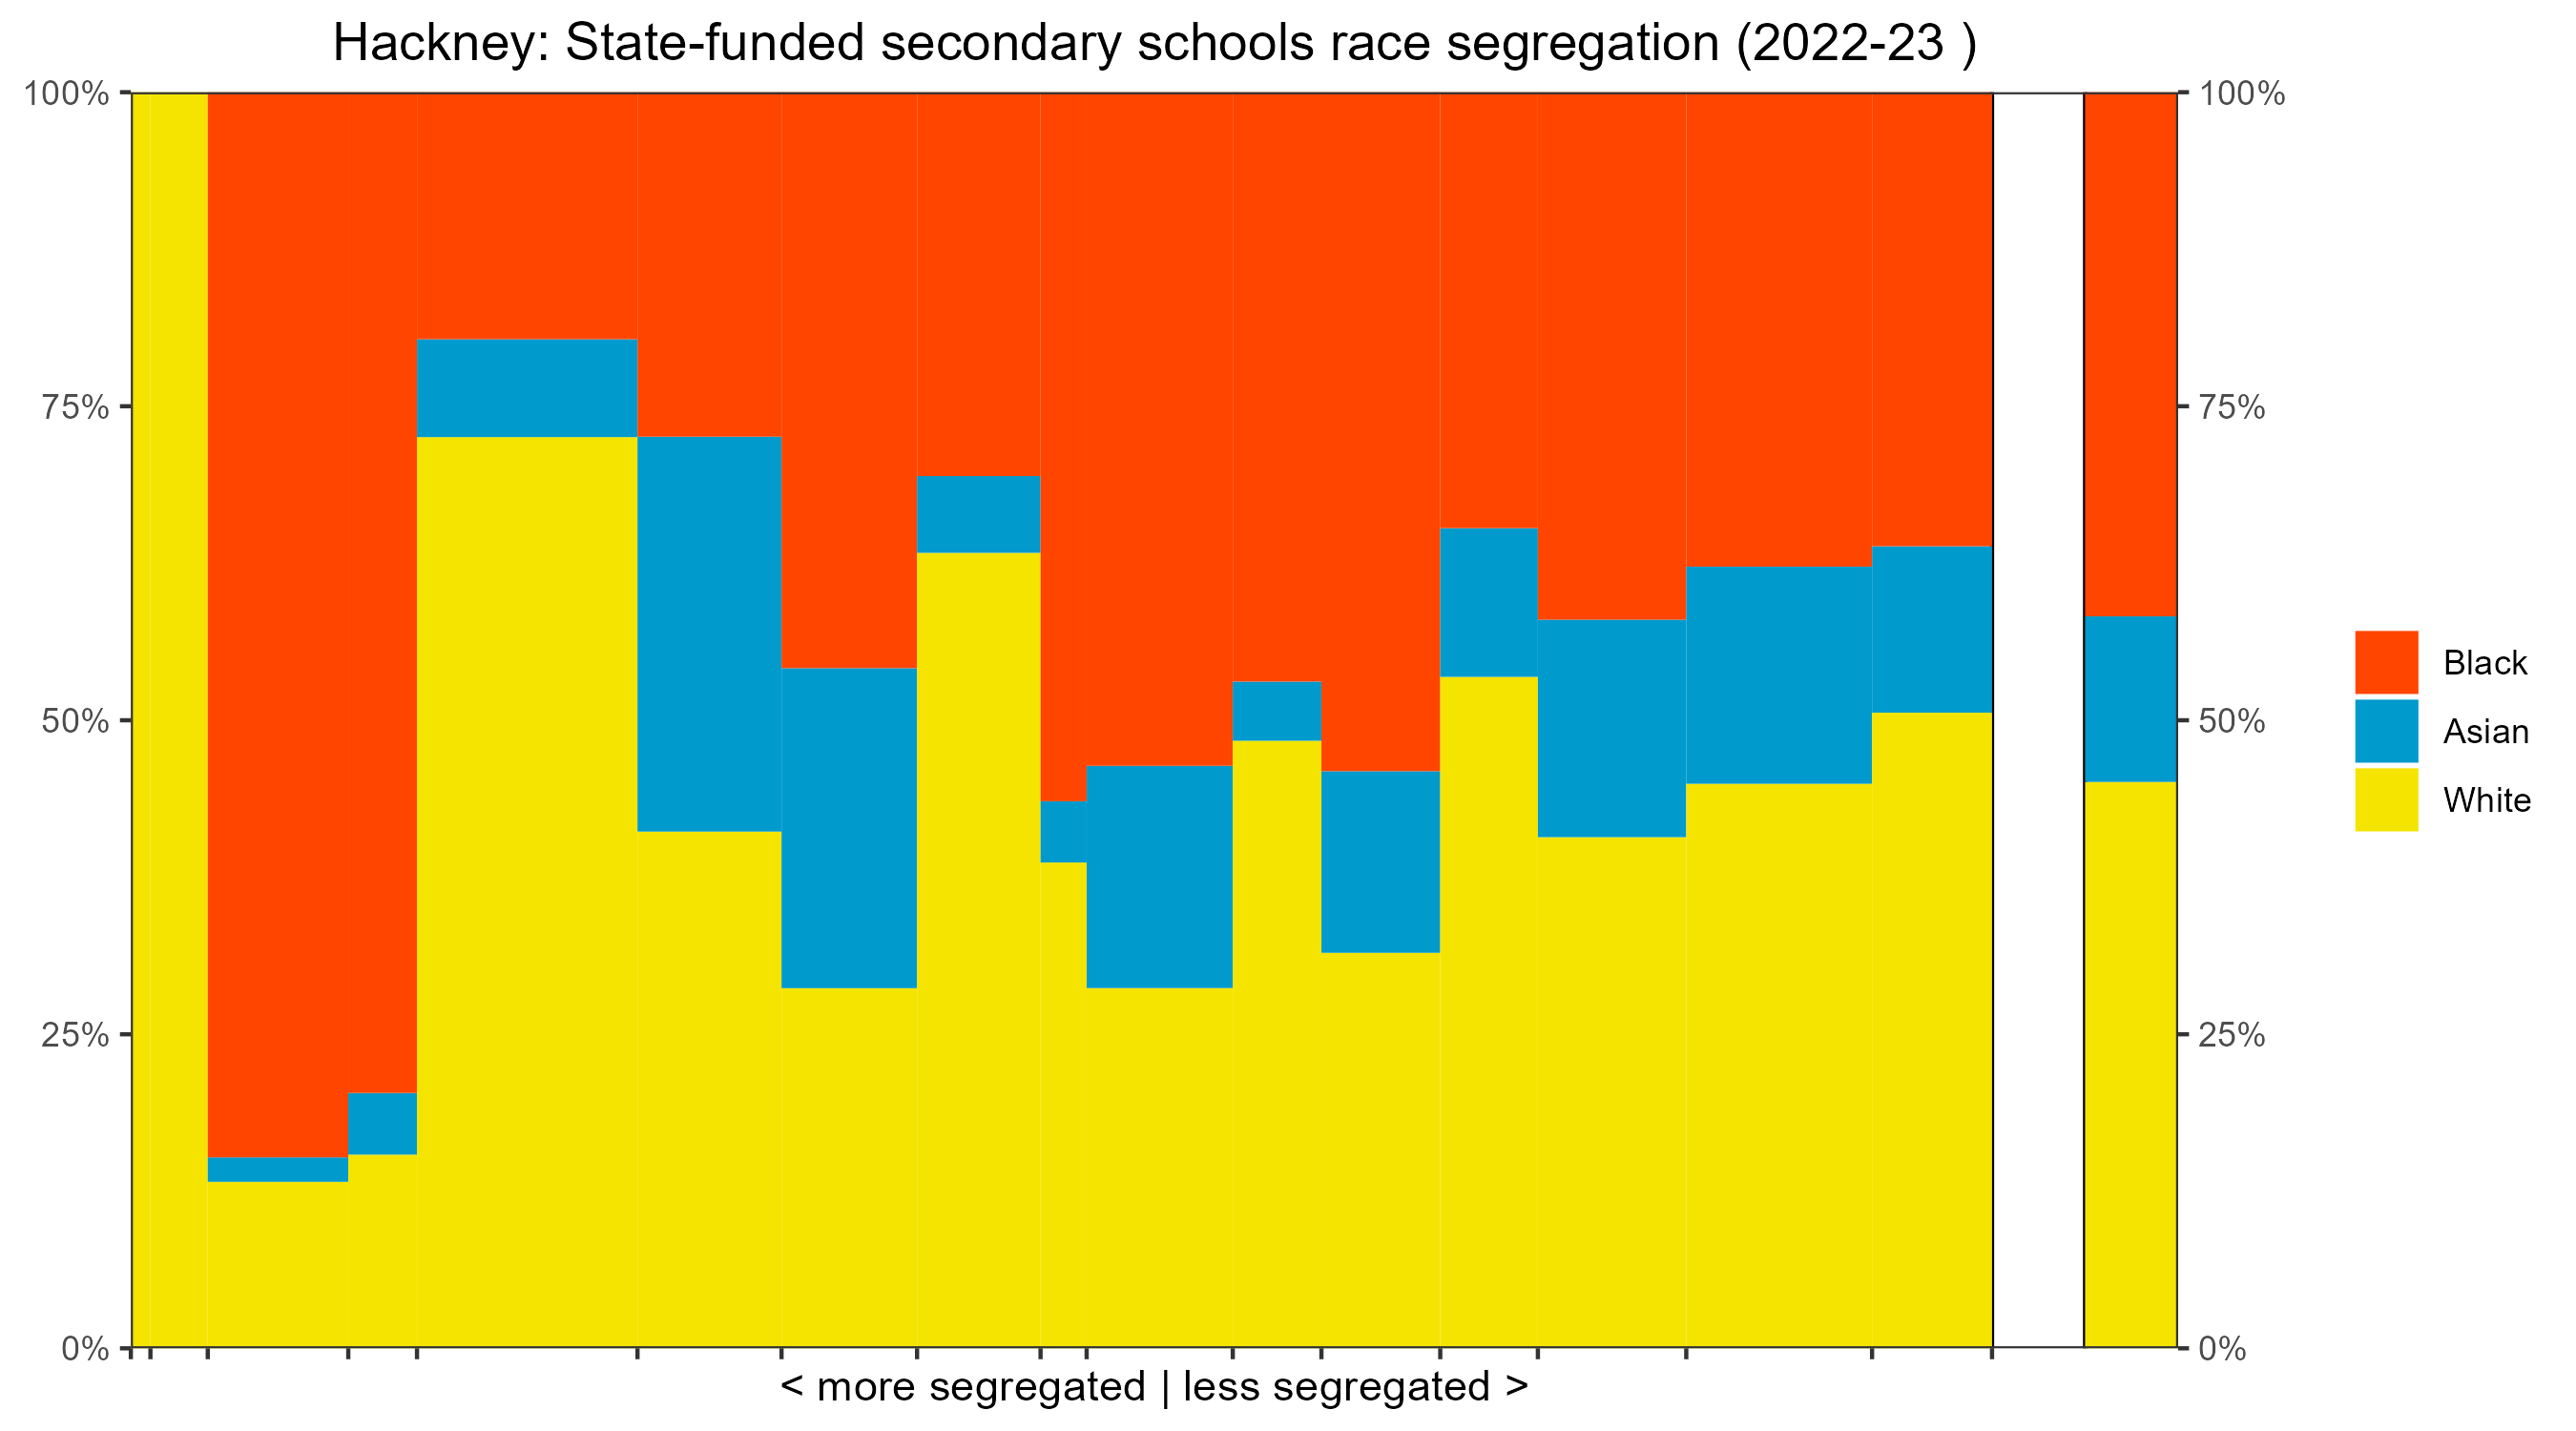 Hackney: State-funded secondary schools race segregation (2022-23 )
100%
75%
50%
25%
0%
100%
75%
50%
25%
0%
Black
Asian
White
< more segregated | less segregated >